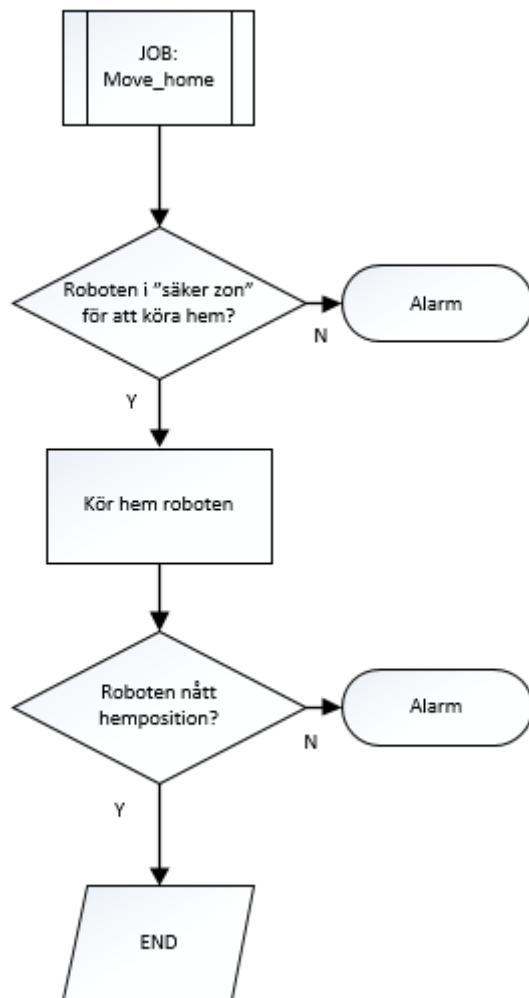 JOB:
Move_home
Roboten i ”säker zon”
för att köra hem?
Alarm
N
Y
Kör hem roboten
Roboten nått
hemposition?
Alarm
N
Y
END